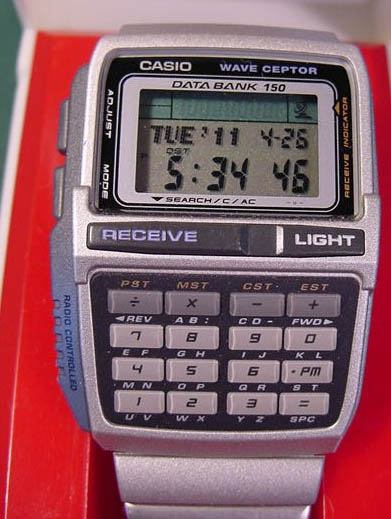 CASIO WAVE CEPTOR
DATA BANK 150
ADJUST
MODE
RECEIVE INDICATOR
TUE '11 4-26
DST
5:34 46
SEARCH/C/AC
RECEIVE LIGHT
RADIO CONTROLLED
PST MST CST EST
÷ × − +
◄REV AB: CD- FWD►
7 8 9 0
EF GH IJ KL
4 5 6 ·PM
MN OP QR ST
1 2 3 =
UV WX YZ SPC